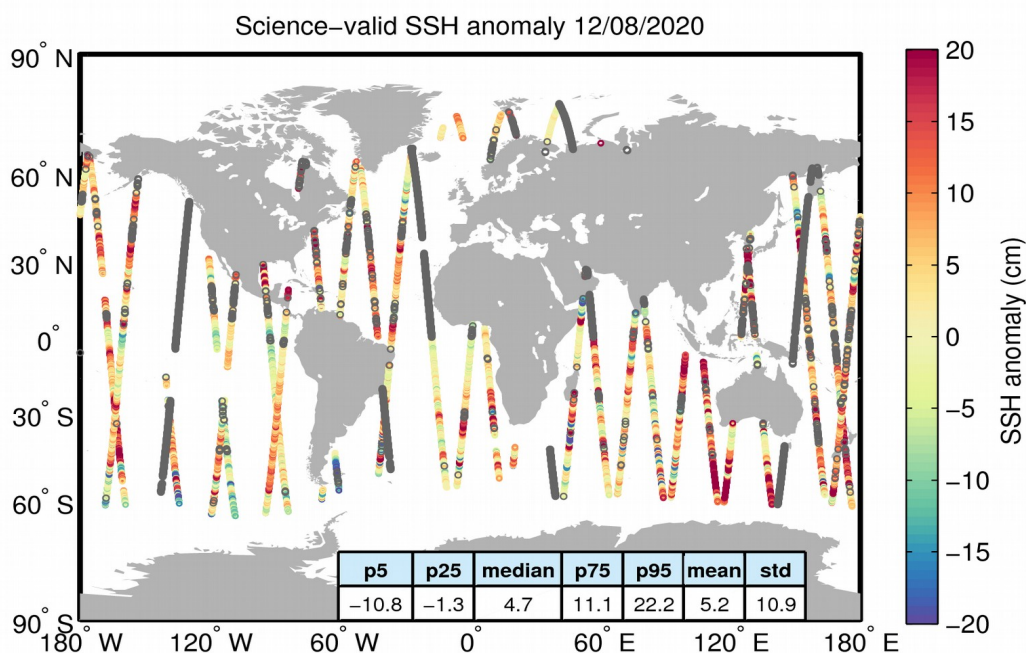 Science−valid SSH anomaly 12/08/2020
90° N
60° N
30° N
0°
30° S
60° S
90° S
180° W
120° W
60° W
0°
60° E
120° E
180° E
p5 p25 median p75 p95 mean std
−10.8 −1.3 4.7 11.1 22.2 5.2 10.9
20
15
10
5
0
−5
−10
−15
−20
SSH anomaly (cm)